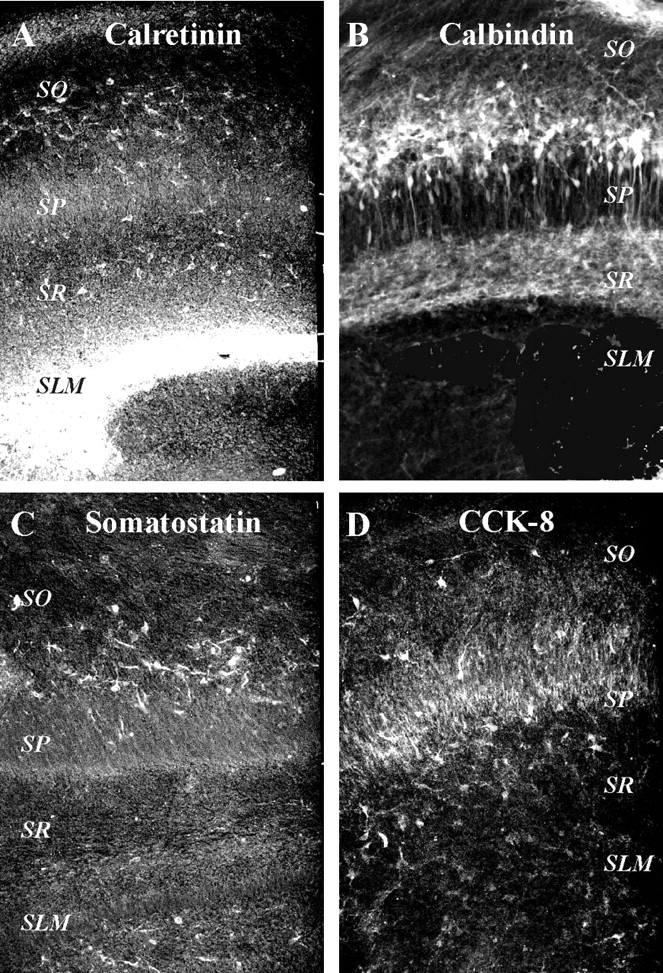 A Calretinin
SO
SP
SR
SLM
B Calbindin
SO
SP
SR
SLM
C Somatostatin
SO
SP
SR
SLM
D CCK-8
SO
SP
SR
SLM